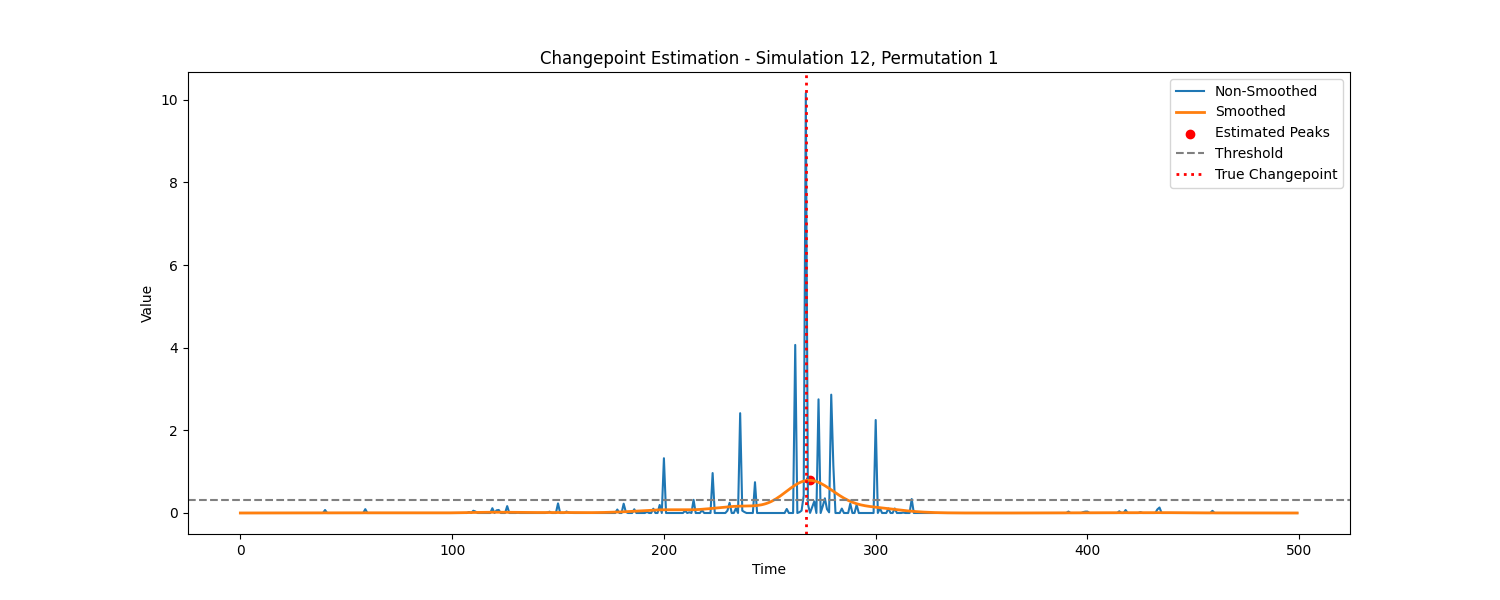 Changepoint Estimation - Simulation 12, Permutation 1
Non-Smoothed
Smoothed
Estimated Peaks
Threshold
True Changepoint
10
8
6
4
2
0
Value
0 100 200 300 400 500
Time